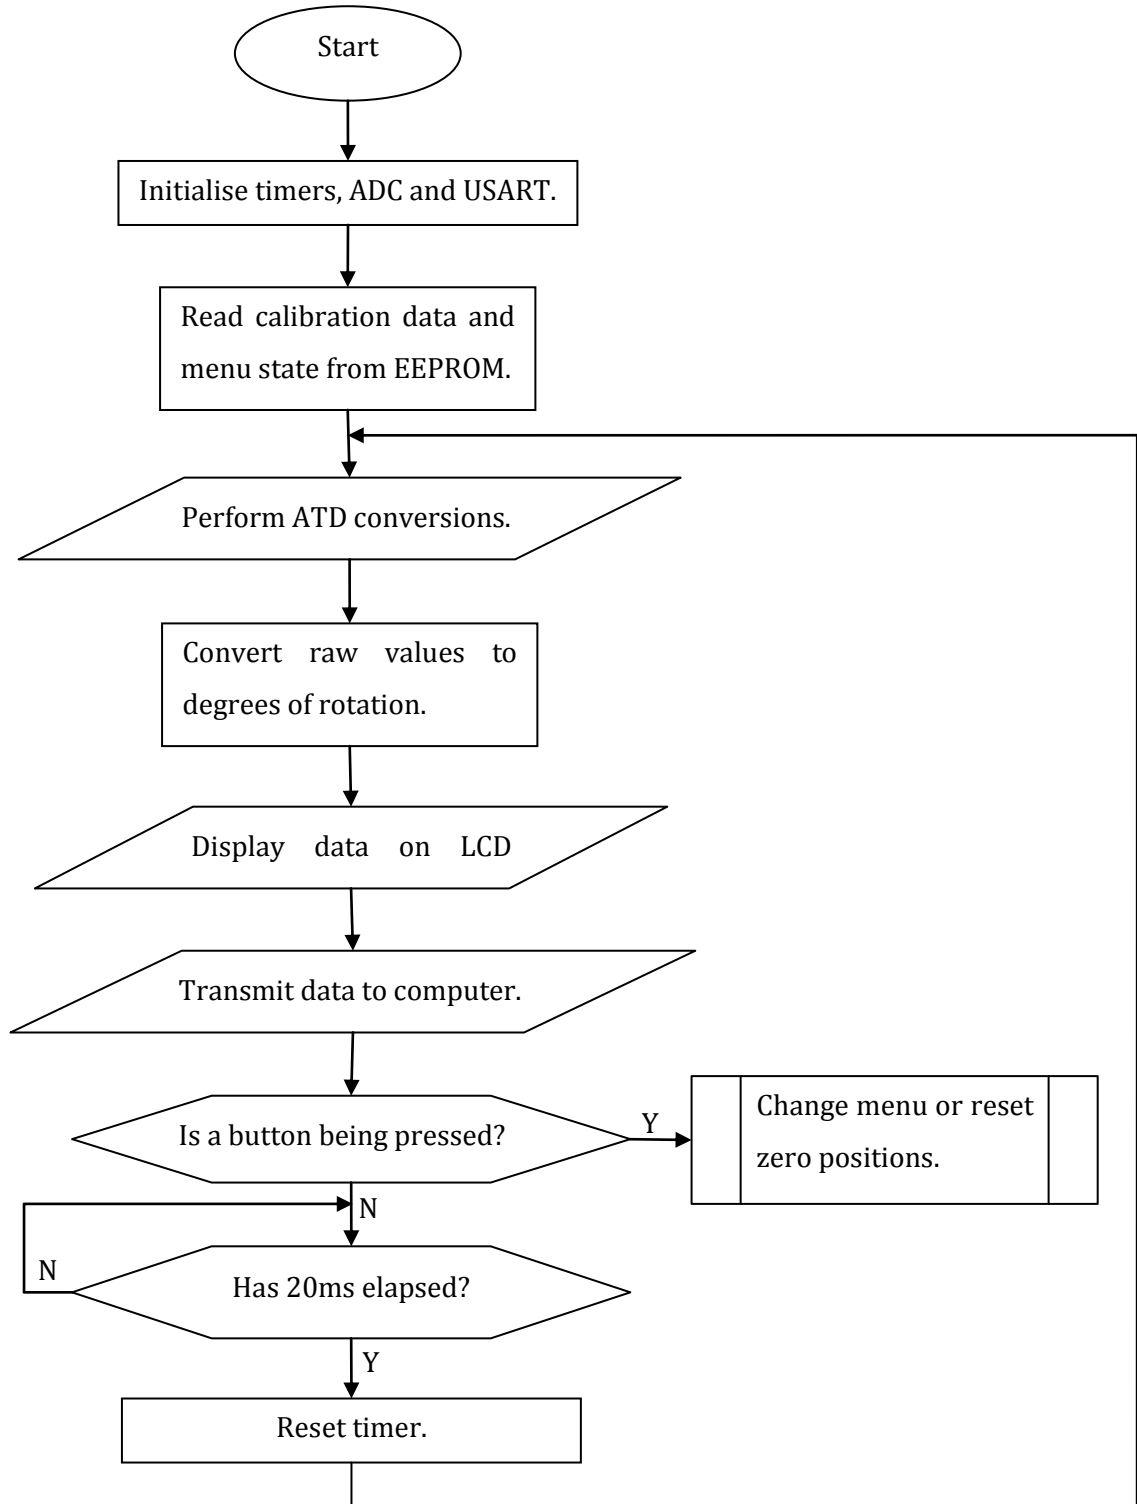 Start
Initialise timers, ADC and USART.
Read calibration data and
menu state from EEPROM.
Perform ATD conversions.
Convert raw values to
degrees of rotation.
Display data on LCD
Transmit data to computer.
Is a button being pressed?
Y
Change menu or reset
zero positions.
N
N
Has 20ms elapsed?
Y
Reset timer.